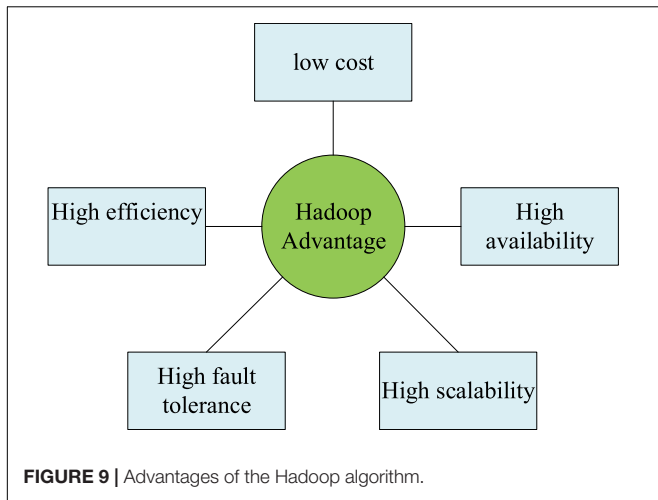 low cost
High efficiency
Hadoop
Advantage
High
availability
High fault
tolerance
High scalability
FIGURE 9 | Advantages of the Hadoop algorithm.